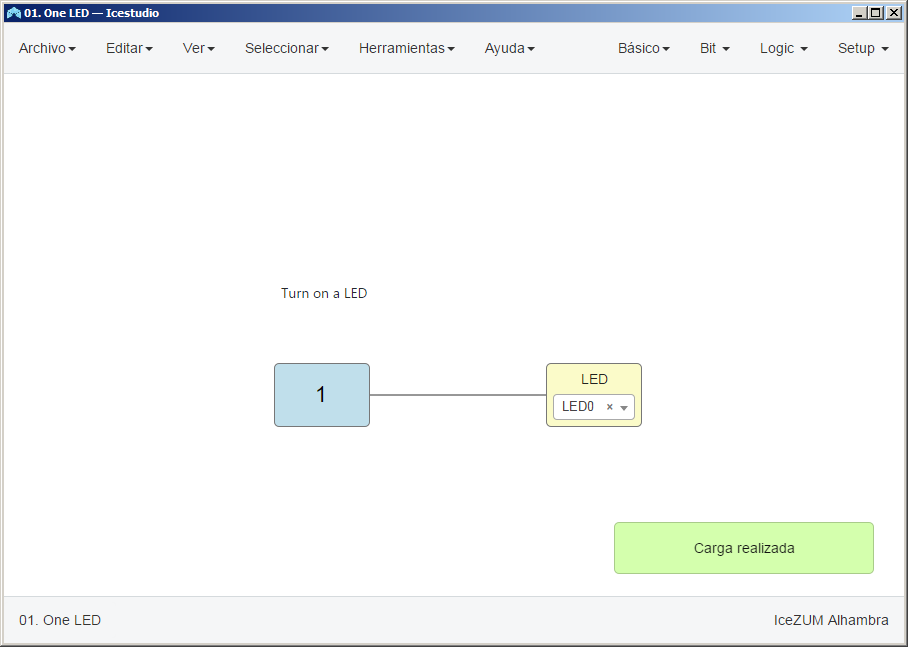 01. One LED — Icestudio
Archivo Editar Ver Seleccionar Herramientas Ayuda Básico Bit Logic Setup
Turn on a LED
1
LED
LED0 ×
Carga realizada
01. One LED IceZUM Alhambra